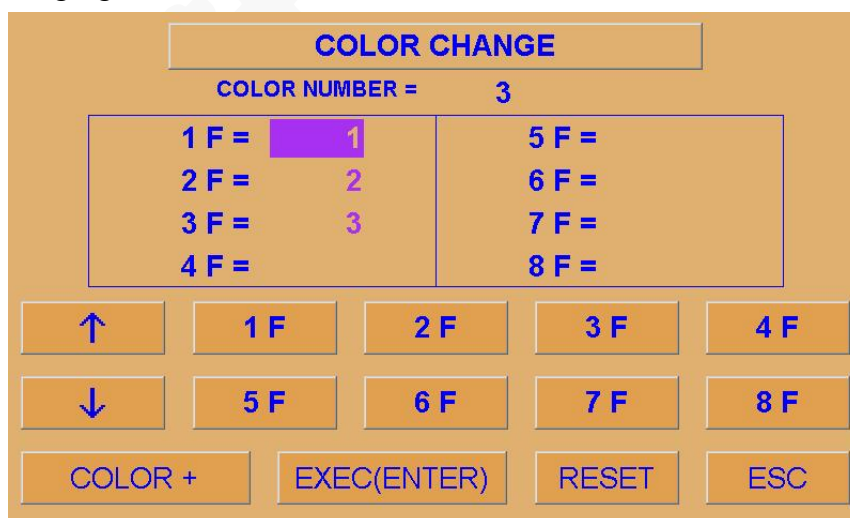 COLOR CHANGE
COLOR NUMBER = 3
1 F = 1 5 F =
2 F = 2 6 F =
3 F = 3 7 F =
4 F = 8 F =
↑ 1 F 2 F 3 F 4 F
↓ 5 F 6 F 7 F 8 F
COLOR + EXEC(ENTER) RESET ESC